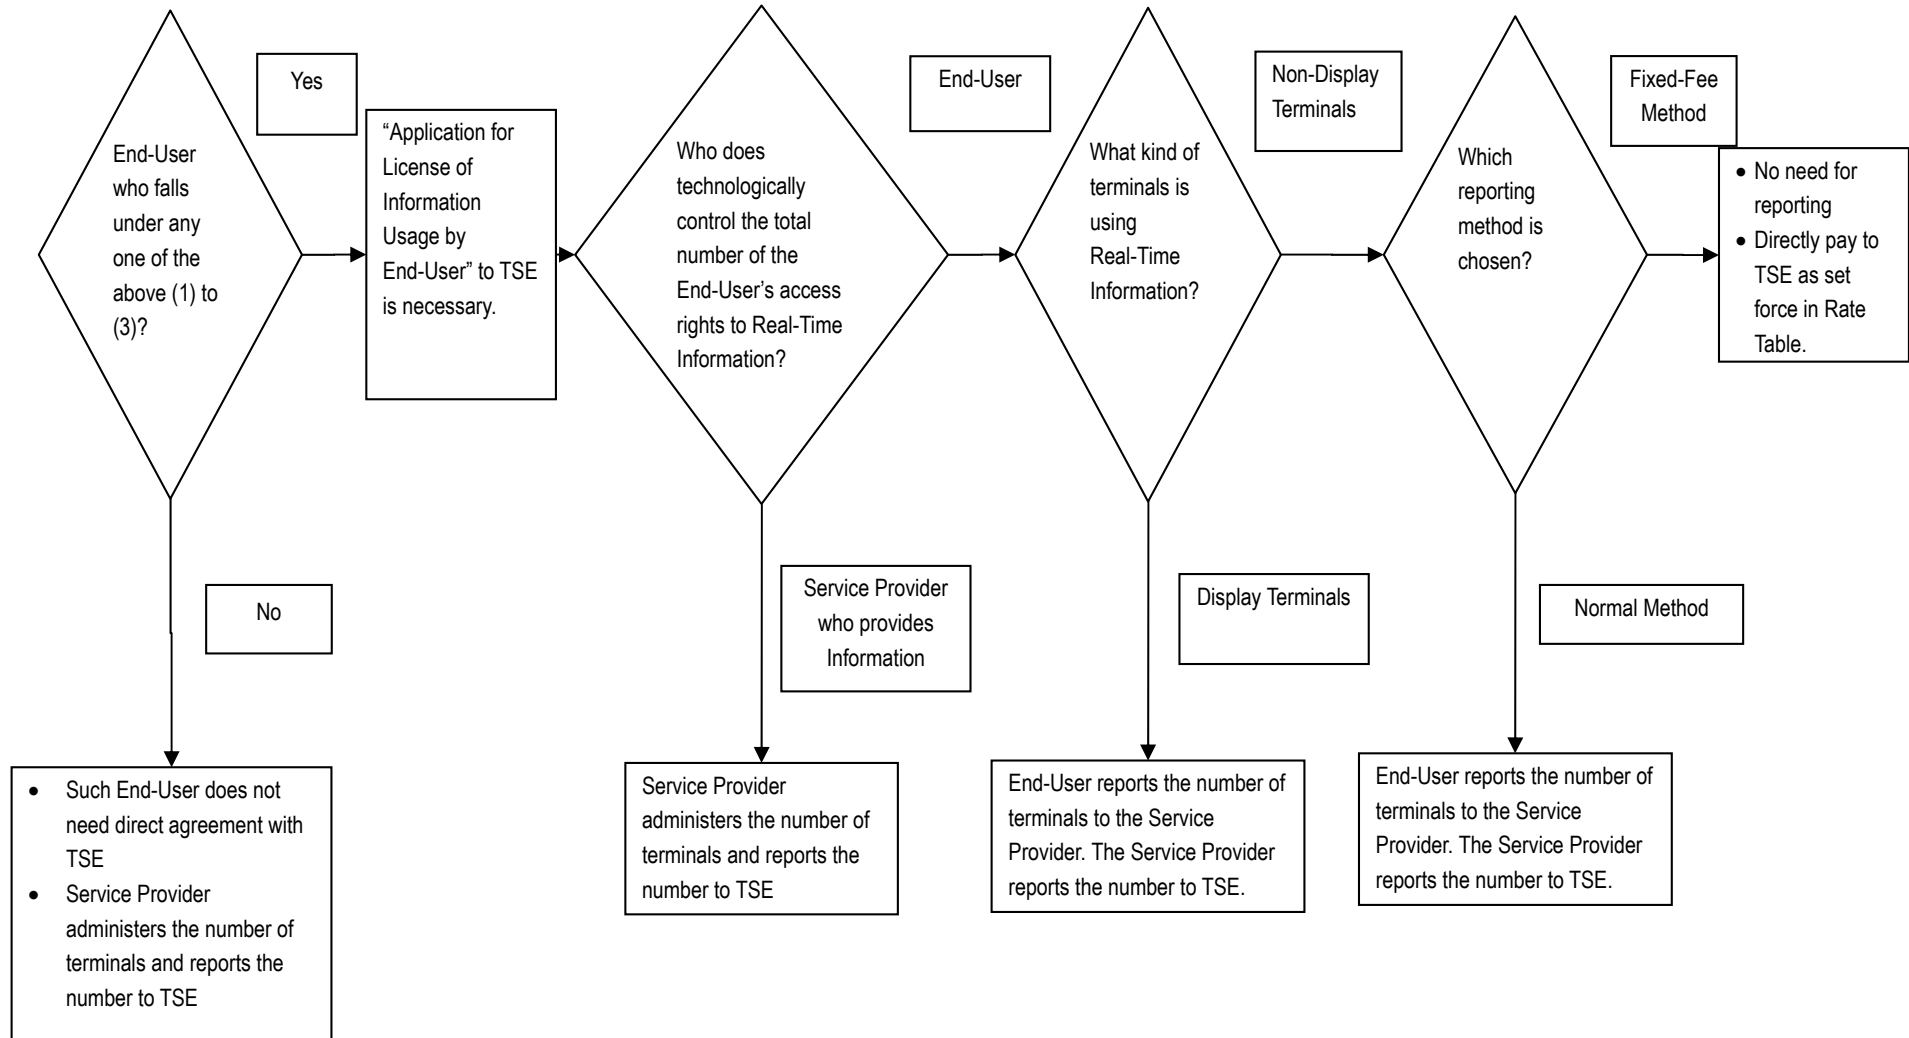 End-User
who falls
under any
one of the
above (1) to
(3)?
Yes
“Application for
License of
Information
Usage by
End-User” to TSE
is necessary.
Who does
technologically
control the total
number of the
End-User’s access
rights to Real-Time
Information?
End-User
What kind of
terminals is
using
Real-Time
Information?
Non-Display
Terminals
Which
reporting
method is
chosen?
Fixed-Fee
Method
• No need for
reporting
• Directly pay to
TSE as set
force in Rate
Table.
No
Service Provider
who provides
Information
Display Terminals
Normal Method
• Such End-User does not
need direct agreement with
TSE
• Service Provider
administers the number of
terminals and reports the
number to TSE
Service Provider
administers the number of
terminals and reports the
number to TSE
End-User reports the number of
terminals to the Service
Provider. The Service Provider
reports the number to TSE.
End-User reports the number of
terminals to the Service
Provider. The Service Provider
reports the number to TSE.